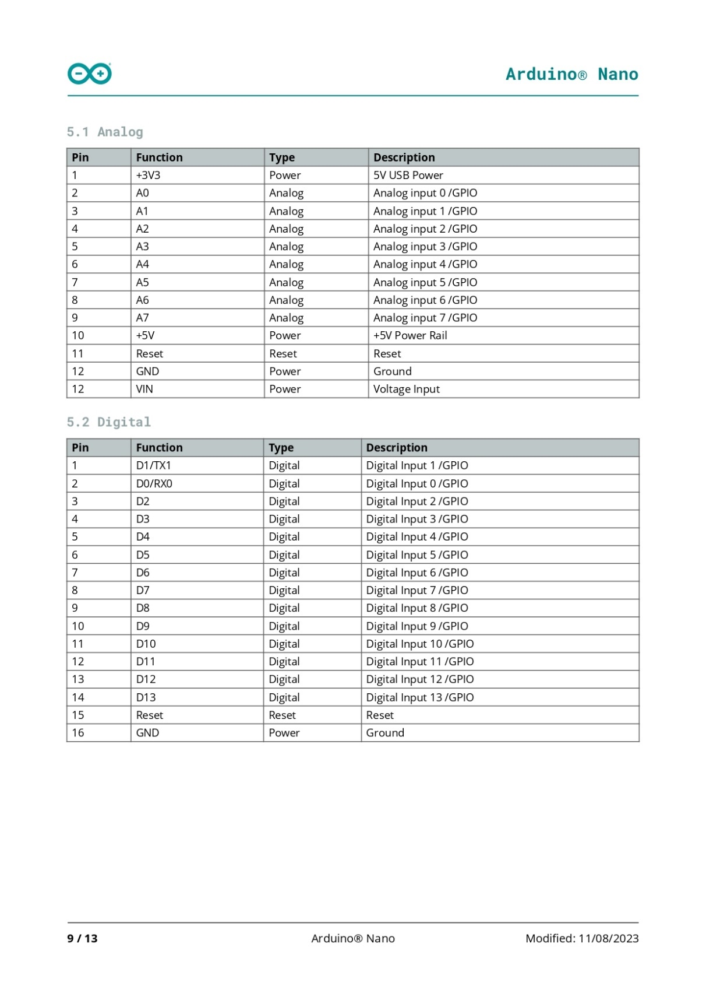 Arduino® Nano
5.1 Analog
Pin Function Type Description
1 +3V3 Power 5V USB Power
2 A0 Analog Analog input 0 /GPIO
3 A1 Analog Analog input 1 /GPIO
4 A2 Analog Analog input 2 /GPIO
5 A3 Analog Analog input 3 /GPIO
6 A4 Analog Analog input 4 /GPIO
7 A5 Analog Analog input 5 /GPIO
8 A6 Analog Analog input 6 /GPIO
9 A7 Analog Analog input 7 /GPIO
10 +5V Power +5V Power Rail
11 Reset Reset Reset
12 GND Power Ground
12 VIN Power Voltage Input
5.2 Digital
Pin Function Type Description
1 D1/TX1 Digital Digital Input 1 /GPIO
2 D0/RX0 Digital Digital Input 0 /GPIO
3 D2 Digital Digital Input 2 /GPIO
4 D3 Digital Digital Input 3 /GPIO
5 D4 Digital Digital Input 4 /GPIO
6 D5 Digital Digital Input 5 /GPIO
7 D6 Digital Digital Input 6 /GPIO
8 D7 Digital Digital Input 7 /GPIO
9 D8 Digital Digital Input 8 /GPIO
10 D9 Digital Digital Input 9 /GPIO
11 D10 Digital Digital Input 10 /GPIO
12 D11 Digital Digital Input 11 /GPIO
13 D12 Digital Digital Input 12 /GPIO
14 D13 Digital Digital Input 13 /GPIO
15 Reset Reset Reset
16 GND Power Ground
9 / 13 Arduino® Nano Modified: 11/08/2023